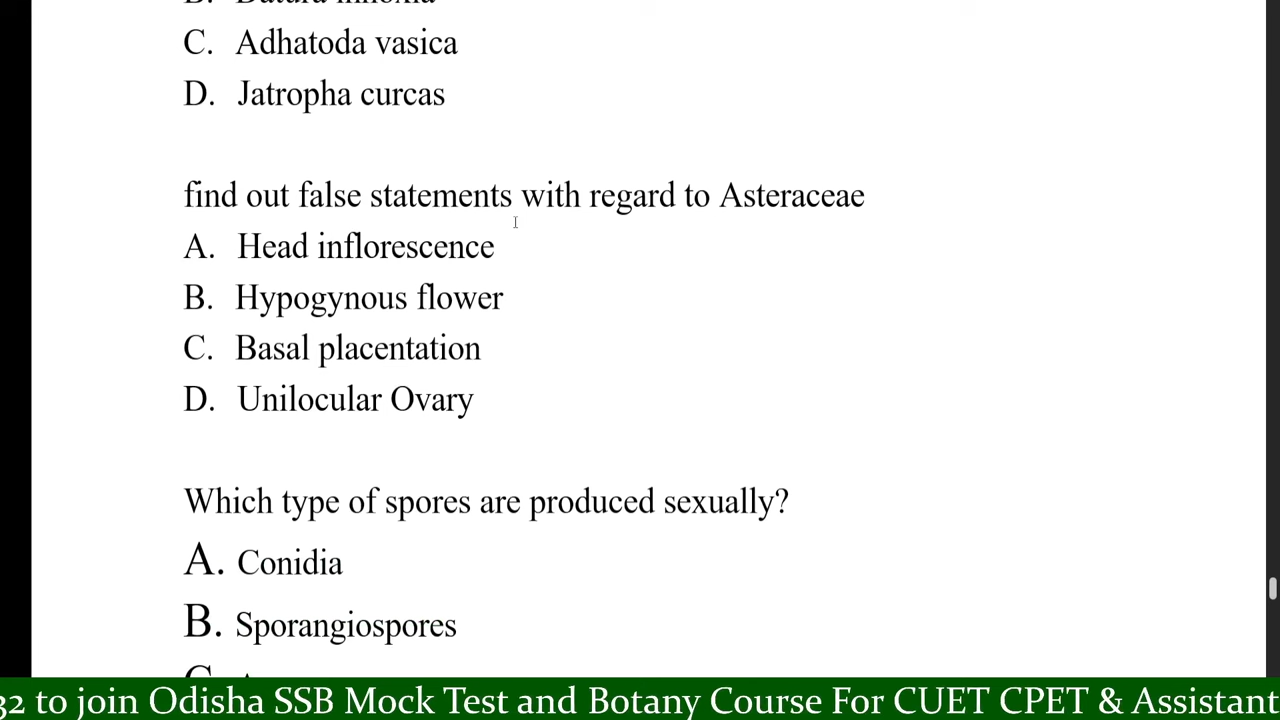 C. Adhatoda vasica
D. Jatropha curcas
find out false statements with regard to Asteraceae
A. Head inflorescence
B. Hypogynous flower
C. Basal placentation
D. Unilocular Ovary
Which type of spores are produced sexually?
A. Conidia
B. Sporangiospores
32 to join Odisha SSB Mock Test and Botany Course For CUET CPET & Assistant